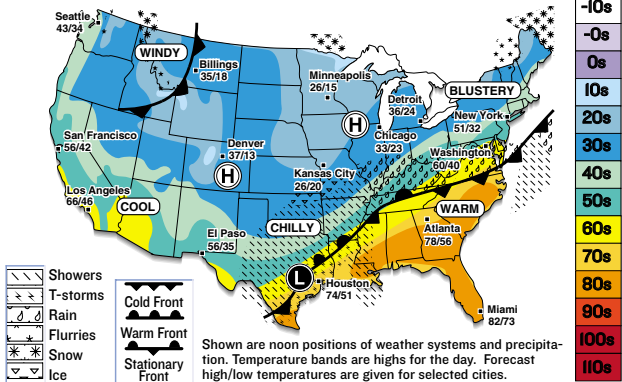 Seattle
43/34
WINDY
Billings
35/18
Minneapolis
26/15
Detroit
36/24
BLUSTERY
New York
51/32
H
Chicago
33/23
Washington
60/40
San Francisco
56/42
Denver
37/13
H
Kansas City
26/20
Los Angeles
66/46
COOL
El Paso
56/35
CHILLY
WARM
Atlanta
78/56
L
Houston
74/51
Miami
82/73
Showers
T-storms
Rain
Flurries
Snow
Ice
Cold Front
Warm Front
Stationary
Front
Shown are noon positions of weather systems and precipita-
tion. Temperature bands are highs for the day. Forecast
high/low temperatures are given for selected cities.
-10s
-0s
0s
10s
20s
30s
40s
50s
60s
70s
80s
90s
100s
110s